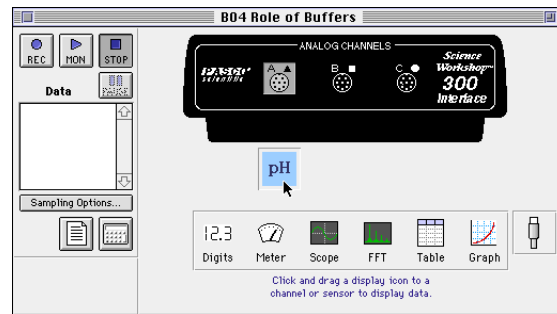 B04 Role of Buffers
REC MON STOP
PAUSE
Data
Sampling Options...
ANALOG CHANNELS
PASCO
scientific
A B C
Science
Workshop™
300
Interface
pH
12.3
Digits Meter Scope FFT Table Graph
Click and drag a display icon to a
channel or sensor to display data.